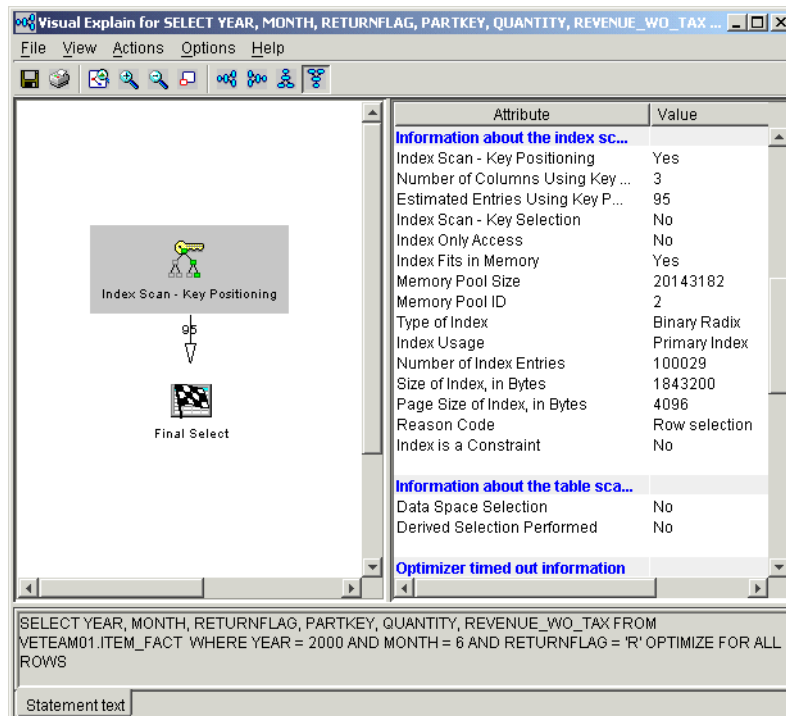 Visual Explain for SELECT YEAR, MONTH, RETURNFLAG, PARTKEY, QUANTITY, REVENUE_WO_TAX ...
File View Actions Options Help
Index Scan - Key Positioning
95
Final Select
Attribute Value
Information about the index sc...
Index Scan - Key Positioning Yes
Number of Columns Using Key ... 3
Estimated Entries Using Key P... 95
Index Scan - Key Selection No
Index Only Access No
Index Fits in Memory Yes
Memory Pool Size 20143182
Memory Pool ID 2
Type of Index Binary Radix
Index Usage Primary Index
Number of Index Entries 100029
Size of Index, in Bytes 1843200
Page Size of Index, in Bytes 4096
Reason Code Row selection
Index is a Constraint No
Information about the table sca...
Data Space Selection No
Derived Selection Performed No
Optimizer timed out information
SELECT YEAR, MONTH, RETURNFLAG, PARTKEY, QUANTITY, REVENUE_WO_TAX FROM
VETEAM01.ITEM_FACT WHERE YEAR = 2000 AND MONTH = 6 AND RETURNFLAG = 'R' OPTIMIZE FOR ALL
ROWS
Statement text